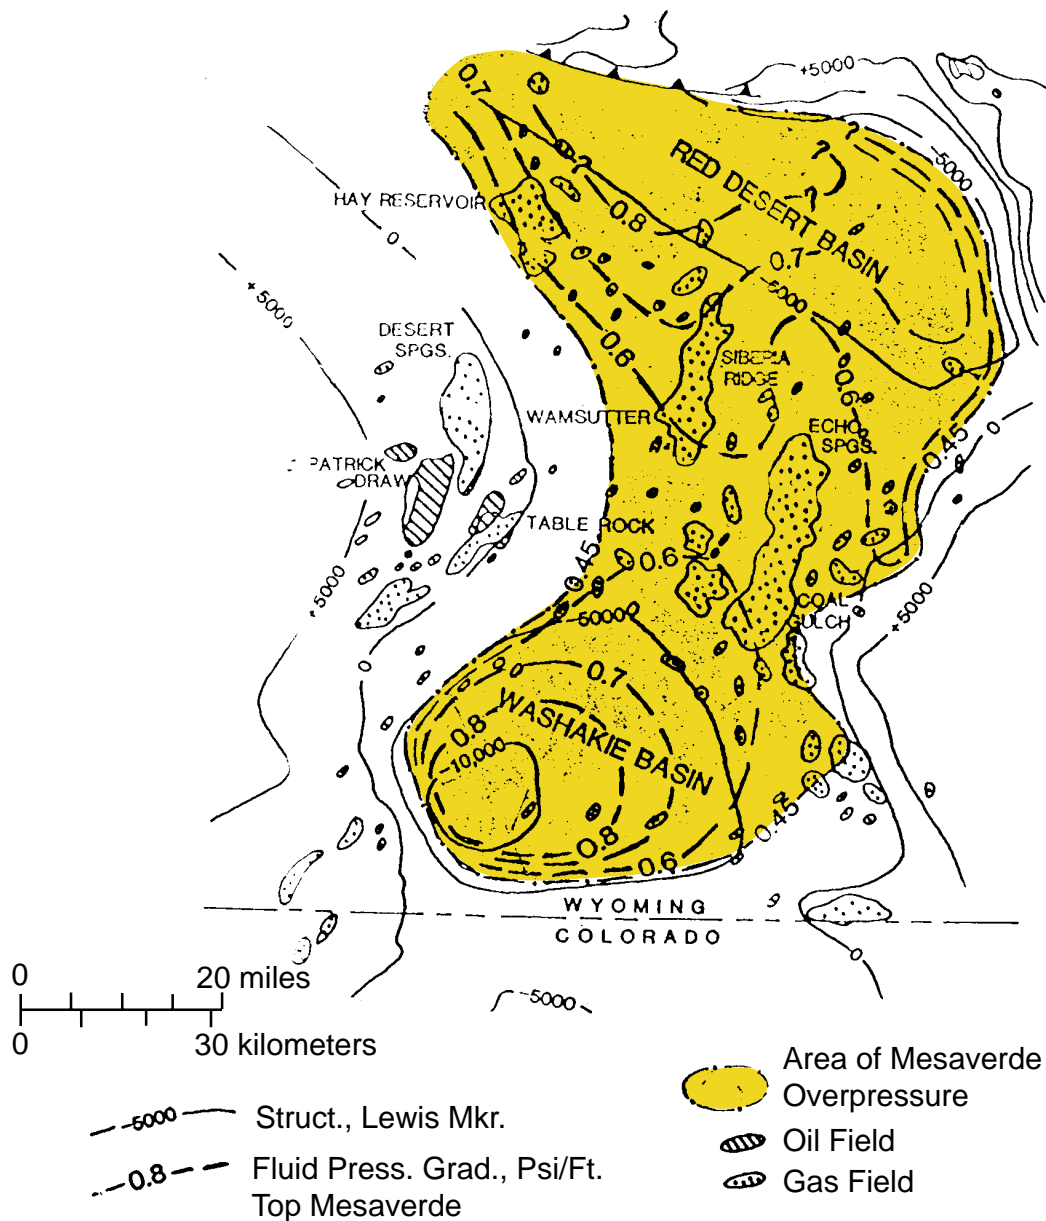 +5000
0.7
-5000
RED DESERT BASIN
?
?
?
?
HAY RESERVOIR
0.8
0
0.7
+5000
-5000
DESERT
SPGS.
0.6
SIBERIA
RIDGE
0.6
WAMSUTTER
ECHO
SPGS.
0.45
0
PATRICK
DRAW
TABLE ROCK
.45
0.6
+5000
COAL
GULCH
+5000
-5000
0
0.7
WASHAKIE BASIN
0.8
-10,000
0.45
0.8
0.6
WYOMING
COLORADO
0
-5000
0 20 miles
0 30 kilometers
-5000 Struct., Lewis Mkr.
0.8 Fluid Press. Grad., Psi/Ft.
Top Mesaverde
Area of Mesaverde
Overpressure
Oil Field
Gas Field